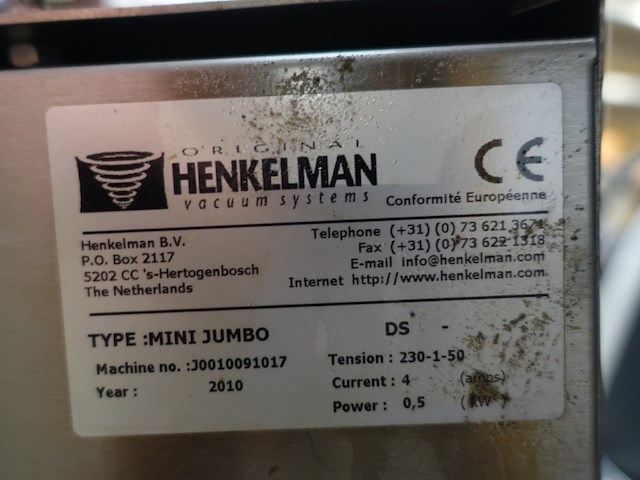 ORIGINAL
HENKELMAN
vacuum systems
CE
Conformité Européenne
Henkelman B.V.
P.O. Box 2117
5202 CC 's-Hertogenbosch
The Netherlands
Telephone (+31) (0) 73 621 3671
Fax (+31) (0) 73 622 1318
E-mail info@henkelman.com
Internet http://www.henkelman.com
TYPE :MINI JUMBO DS -
Machine no. :J0010091017
Year : 2010
Tension : 230-1-50
Current : 4 (amps)
Power : 0,5 (kW)